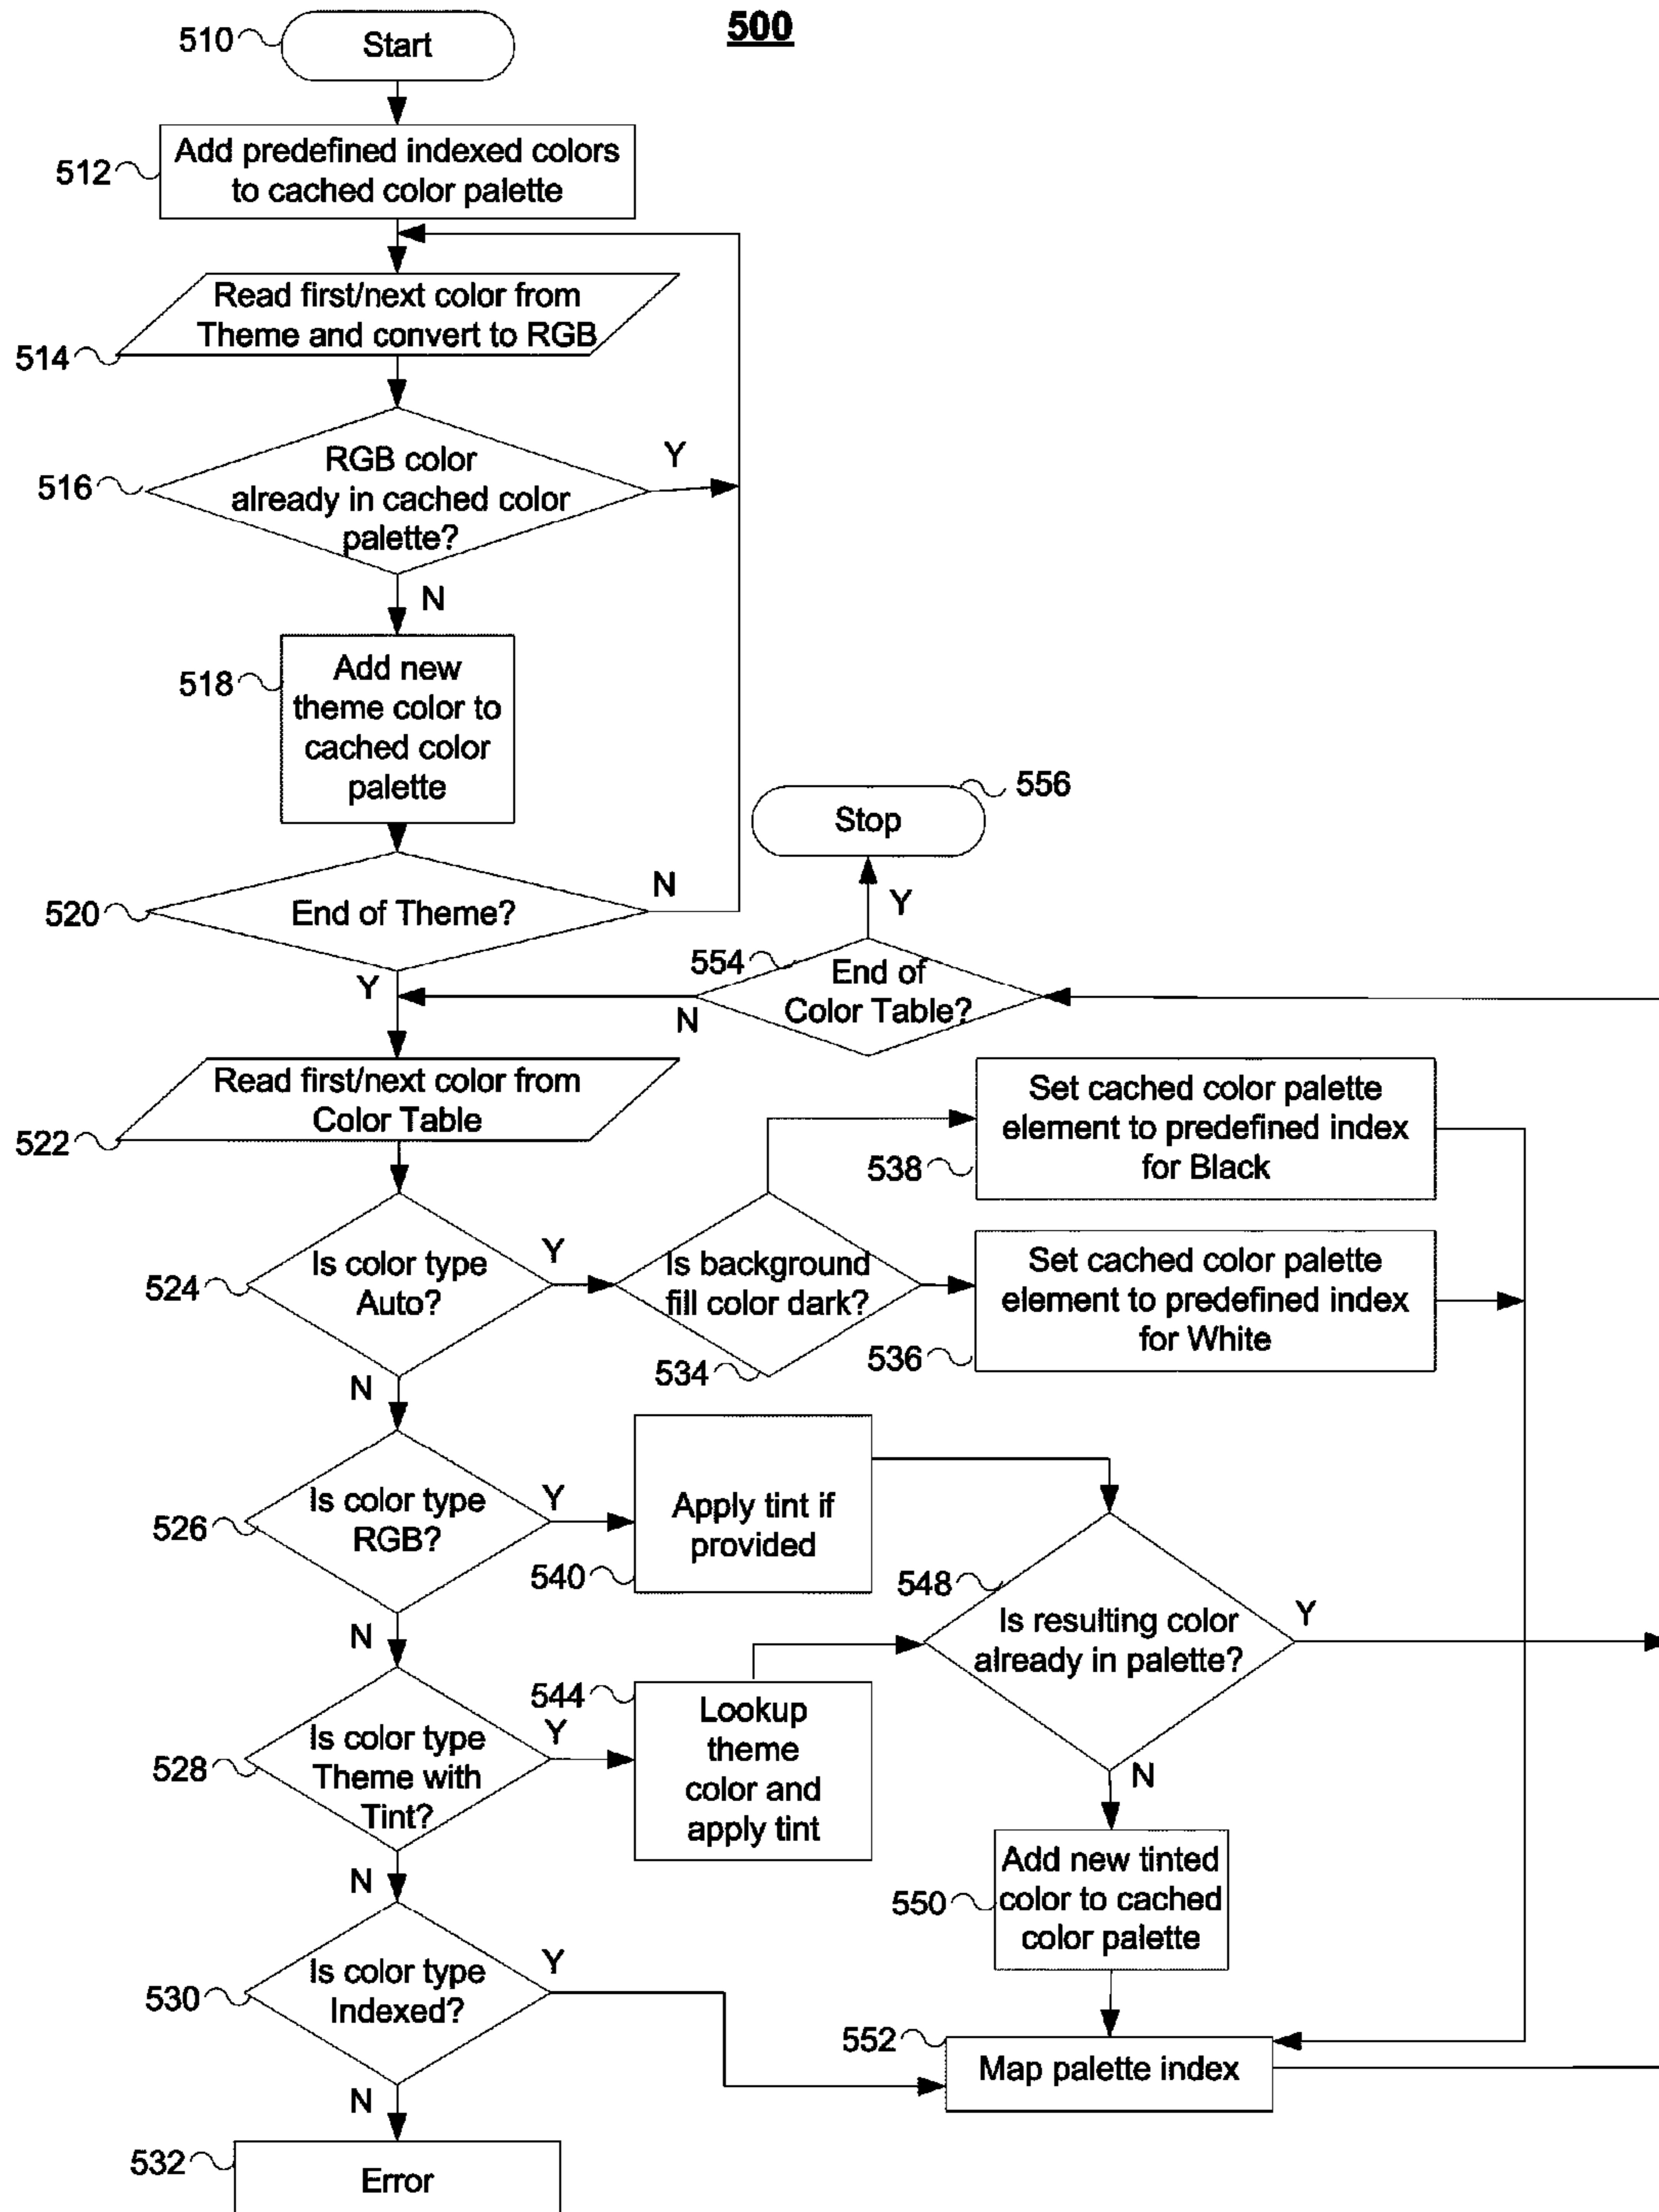 500
510
Start
512
Add predefined indexed colors
to cached color palette
514
Read first/next color from
Theme and convert to RGB
516
RGB color
already in cached color
palette?
Y
N
518
Add new
theme color to
cached color
palette
520
End of Theme?
N
Y
556
Stop
Y
554
End of
Color Table?
N
522
Read first/next color from
Color Table
524
Is color type
Auto?
Y
N
534
Is background
fill color dark?
538
Set cached color palette
element to predefined index
for Black
536
Set cached color palette
element to predefined index
for White
526
Is color type
RGB?
Y
N
540
Apply tint if
provided
548
Is resulting color
already in palette?
Y
N
528
Is color type
Theme with
Tint?
Y
N
544
Lookup
theme
color and
apply tint
550
Add new tinted
color to cached
color palette
530
Is color type
Indexed?
Y
N
552
Map palette index
532
Error